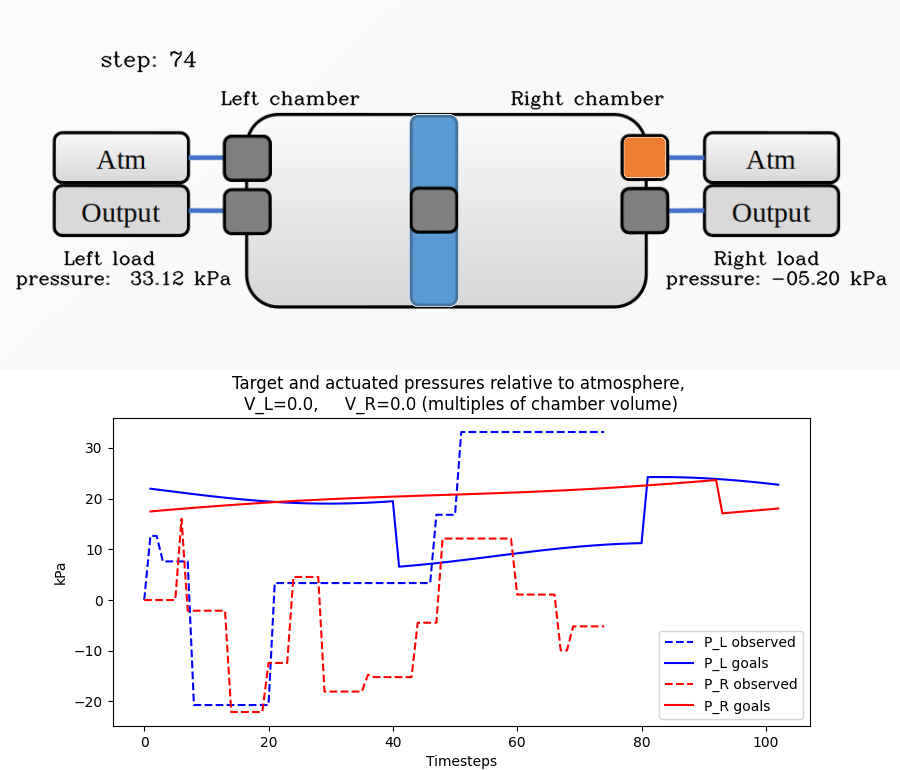 step: 74
Left chamber
Right chamber
Atm
Atm
Output
Output
Left load
pressure:  33.12 kPa
Right load
pressure: −05.20 kPa
Target and actuated pressures relative to atmosphere,
V_L=0.0,     V_R=0.0 (multiples of chamber volume)
30
20
10
0
−10
−20
kPa
0
20
40
60
80
100
Timesteps
P_L observed
P_L goals
P_R observed
P_R goals